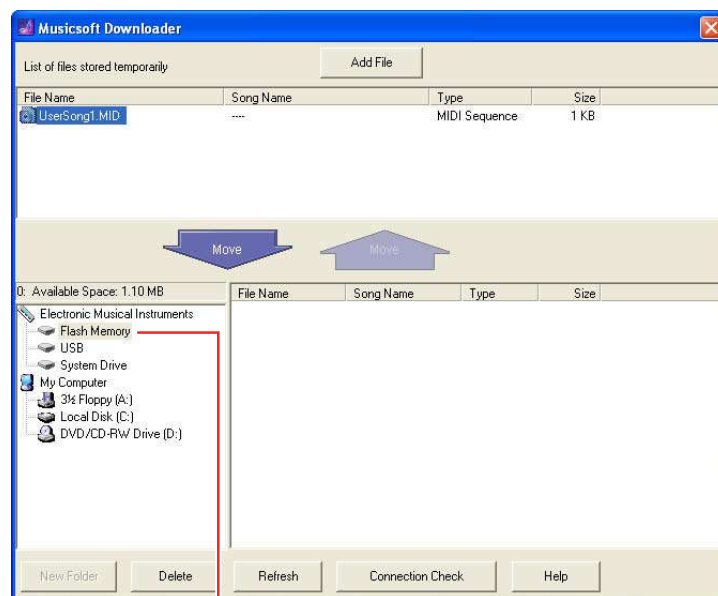 Musicsoft Downloader
List of files stored temporarily
Add File
File Name Song Name Type Size
UserSong1.MID ---- MIDI Sequence 1 KB
Move Move
0: Available Space: 1.10 MB
File Name Song Name Type Size
Electronic Musical Instruments
Flash Memory
USB
System Drive
My Computer
3½ Floppy (A:)
Local Disk (C:)
DVD/CD-RW Drive (D:)
New Folder Delete Refresh Connection Check Help